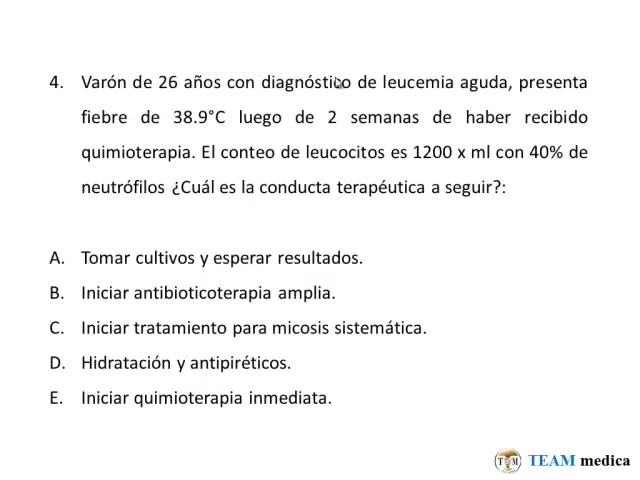 4. Varón de 26 años con diagnóstico de leucemia aguda, presenta
fiebre de 38.9°C luego de 2 semanas de haber recibido
quimioterapia. El conteo de leucocitos es 1200 x ml con 40% de
neutrófilos ¿Cuál es la conducta terapéutica a seguir?:
A. Tomar cultivos y esperar resultados.
B. Iniciar antibioticoterapia amplia.
C. Iniciar tratamiento para micosis sistemática.
D. Hidratación y antipiréticos.
E. Iniciar quimioterapia inmediata.
TEAM medica